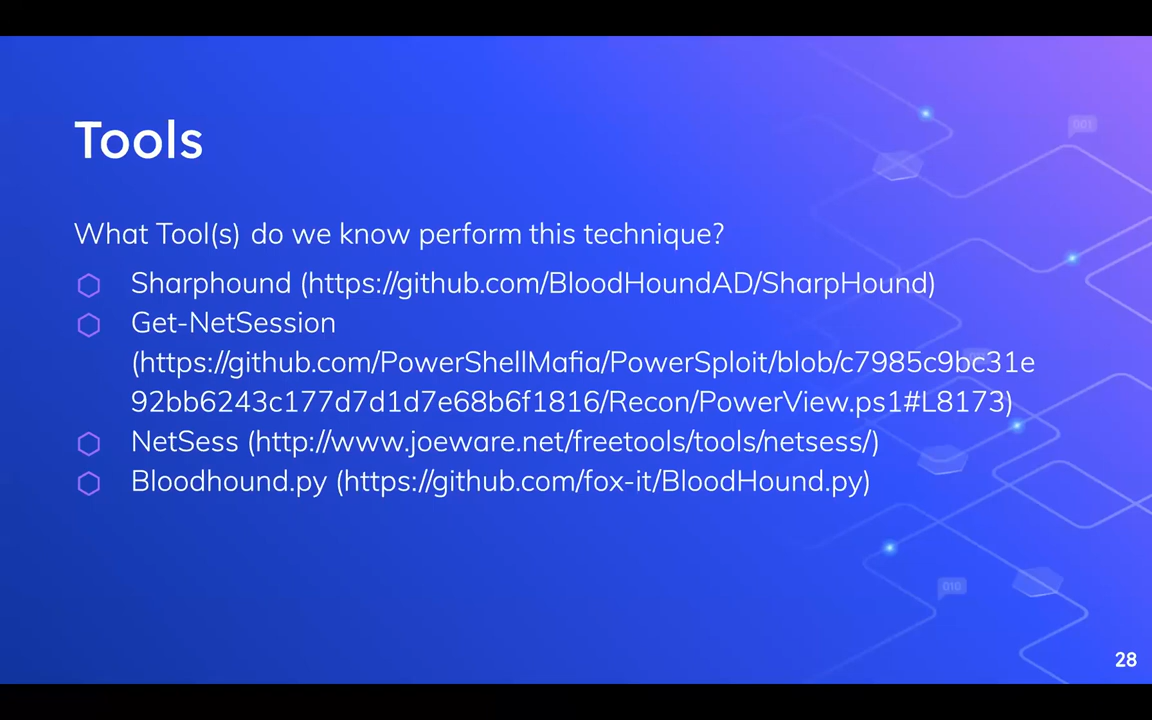 Tools
What Tool(s) do we know perform this technique?
Sharphound (https://github.com/BloodHoundAD/SharpHound)
Get-NetSession
(https://github.com/PowerShellMafia/PowerSploit/blob/c7985c9bc31e
92bb6243c177d7d1d7e68b6f1816/Recon/PowerView.ps1#L8173)
NetSess (http://www.joeware.net/freetools/tools/netsess/)
Bloodhound.py (https://github.com/fox-it/BloodHound.py)
001
010
28